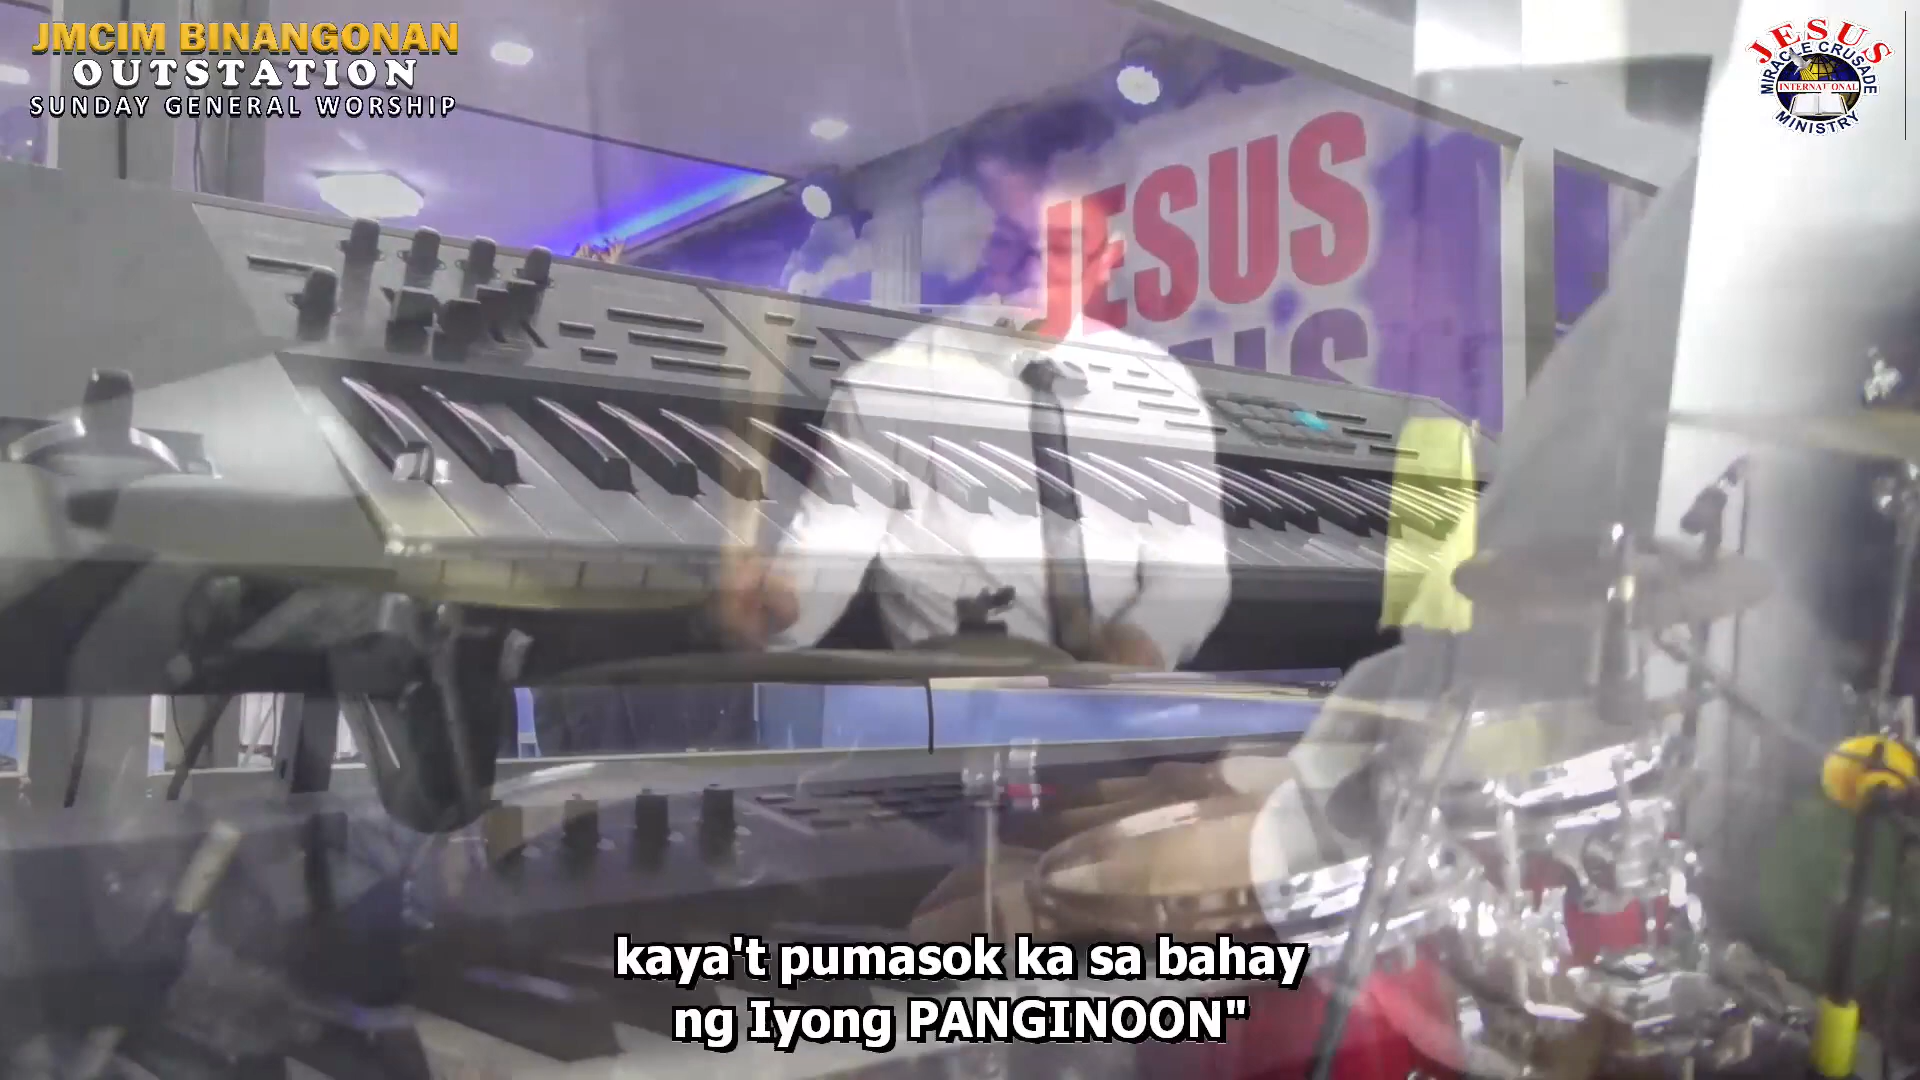 JMCIM BINANGONAN
OUTSTATION
SUNDAY GENERAL WORSHIP
JESUS
MIRACLE CRUSADE
INTERNATIONAL
MINISTRY
JESUS
kaya't pumasok ka sa bahay
ng Iyong PANGINOON"